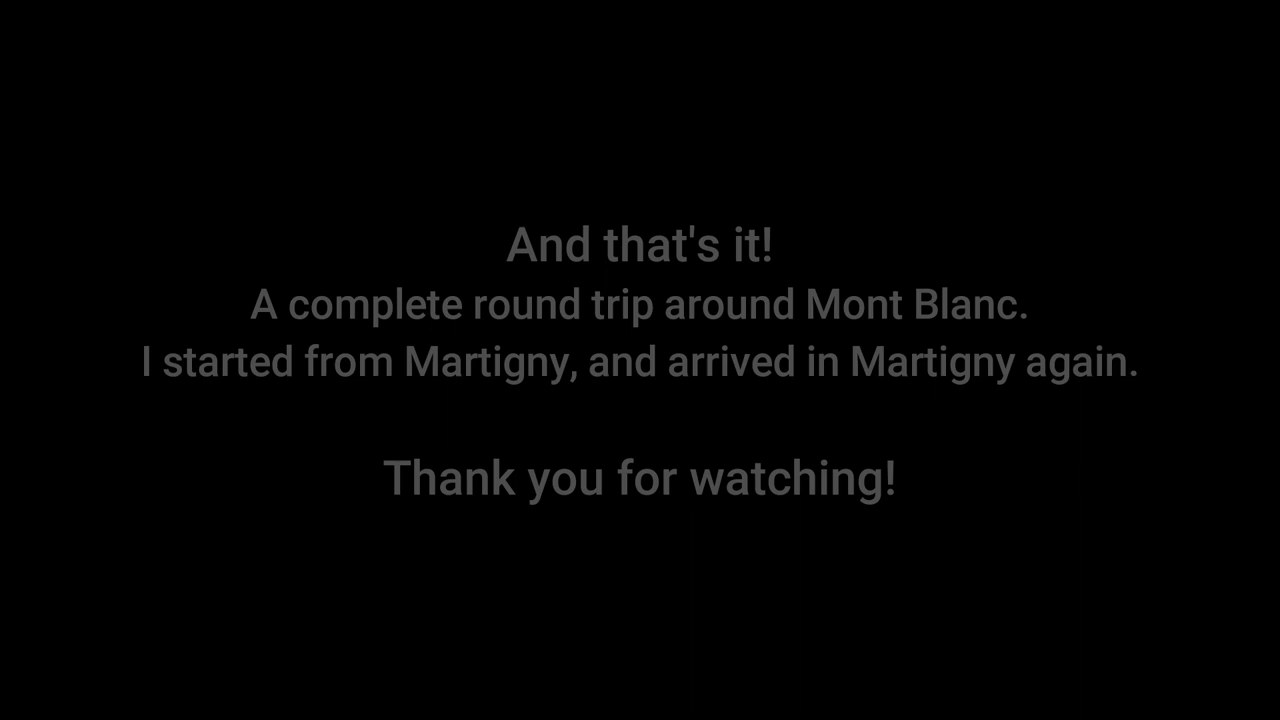 And that's it!
A complete round trip around Mont Blanc.
I started from Martigny, and arrived in Martigny again.
Thank you for watching!